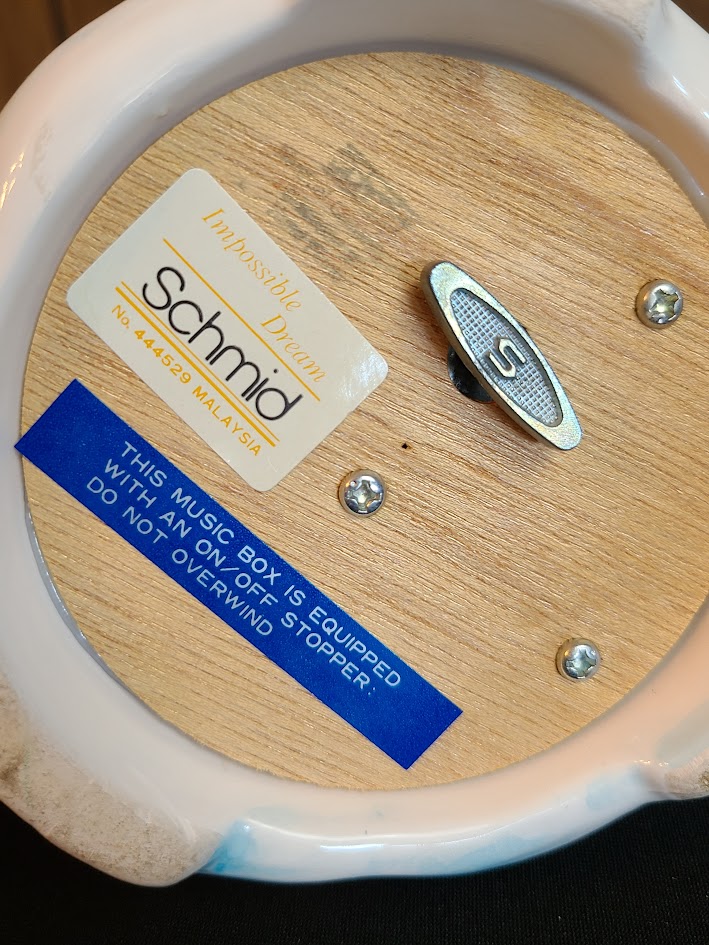 Impossible Dream
Schmid
No. 444529 MALAYSIA
THIS MUSIC BOX IS EQUIPPED
WITH AN ON/OFF STOPPER:
DO NOT OVERWIND
S